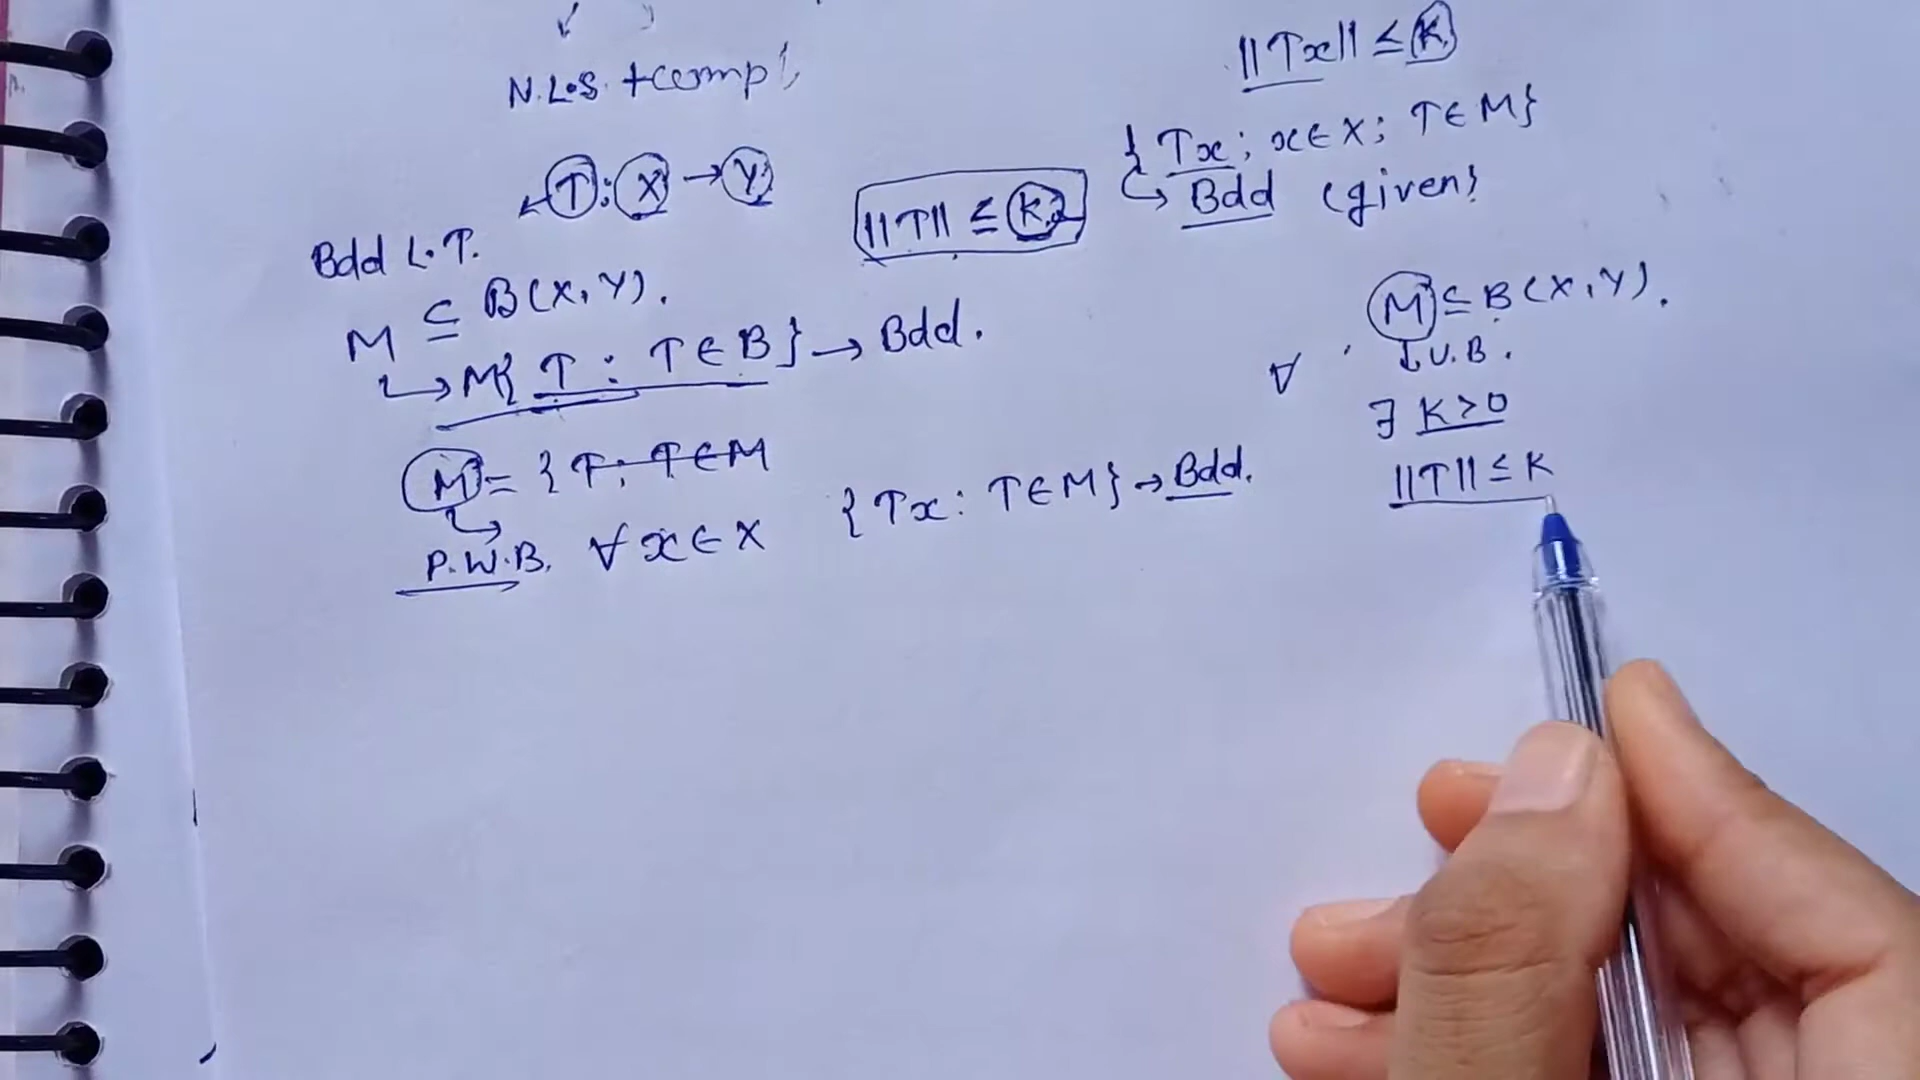 N.L.S. + comp
T : X → Y
Bdd L.T.
M ⊆ B(X, Y).
↳ M{ T : T ∈ B } → Bdd.
M = { T ; T ∈ M
↳
P.W.B. ∀ x ∈ X { Tx : T ∈ M } → Bdd.
||T|| ≤ K
||Tx|| ≤ K
{ Tx ; x ∈ X ; T ∈ M }
↳ Bdd (given)
M ⊆ B(X, Y).
↓ U.B.
∀
∃ K > 0
||T|| ≤ K